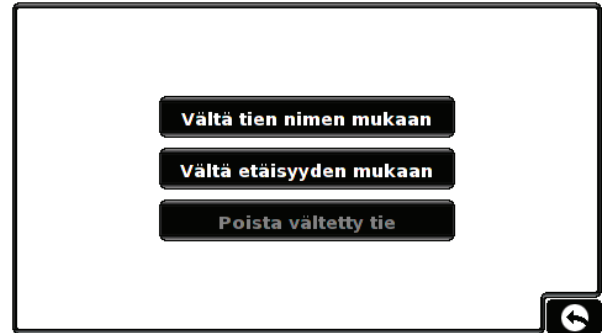 Vältä tien nimen mukaan
Vältä etäisyyden mukaan
Poista vältetty tie